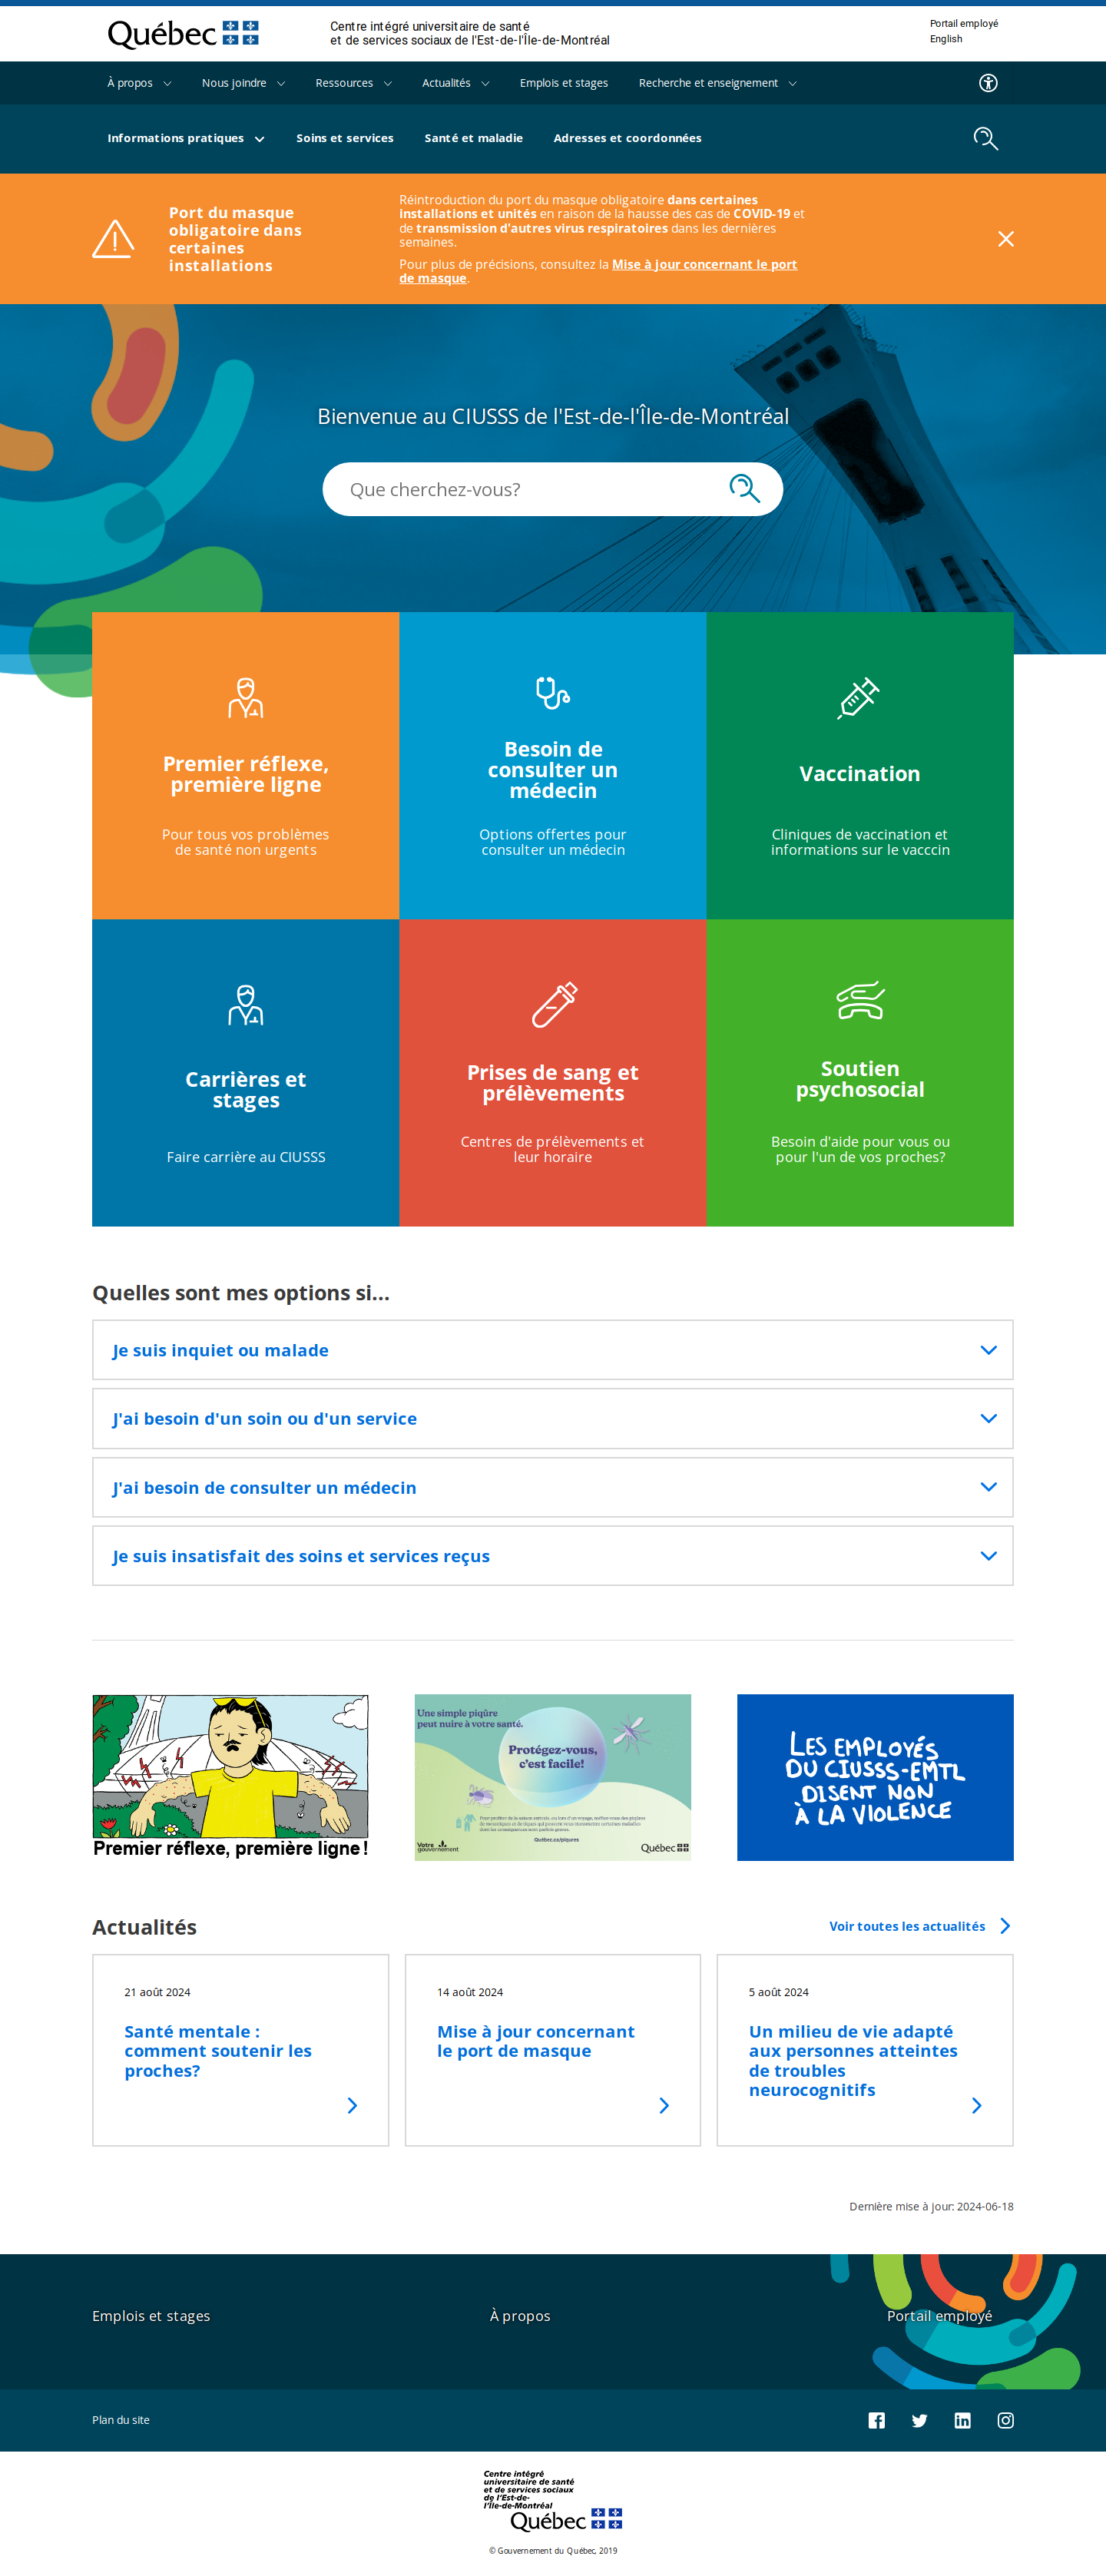 Québec
Centre intégré universitaire de santé
et de services sociaux de l'Est-de-l'Île-de-Montréal
Portail employé
English
À propos
Nous joindre
Ressources
Actualités
Emplois et stages
Recherche et enseignement
Informations pratiques
Soins et services
Santé et maladie
Adresses et coordonnées
Port du masque
obligatoire dans
certaines
installations
Réintroduction du port du masque obligatoire dans certaines
installations et unités en raison de la hausse des cas de COVID-19 et
de transmission d'autres virus respiratoires dans les dernières
semaines.
Pour plus de précisions, consultez la Mise à jour concernant le port
de masque.
Bienvenue au CIUSSS de l'Est-de-l'Île-de-Montréal
Que cherchez-vous?
Premier réflexe,
première ligne
Pour tous vos problèmes
de santé non urgents
Besoin de
consulter un
médecin
Options offertes pour
consulter un médecin
Vaccination
Cliniques de vaccination et
informations sur le vacccin
Carrières et
stages
Faire carrière au CIUSSS
Prises de sang et
prélèvements
Centres de prélèvements et
leur horaire
Soutien
psychosocial
Besoin d'aide pour vous ou
pour l'un de vos proches?
Quelles sont mes options si...
Je suis inquiet ou malade
J'ai besoin d'un soin ou d'un service
J'ai besoin de consulter un médecin
Je suis insatisfait des soins et services reçus
Premier réflexe, première ligne!
Une simple piqûre
peut nuire à votre santé.
Protégez-vous,
c'est facile!
Québec.ca/piqures
Votre
gouvernement
Québec
LES EMPLOYÉS
DU CIUSSS-EMTL
DISENT NON
À LA VIOLENCE
Actualités
Voir toutes les actualités
21 août 2024
Santé mentale :
comment soutenir les
proches?
14 août 2024
Mise à jour concernant
le port de masque
5 août 2024
Un milieu de vie adapté
aux personnes atteintes
de troubles
neurocognitifs
Dernière mise à jour: 2024-06-18
Emplois et stages
À propos
Portail employé
Plan du site
Centre intégré
universitaire de santé
et de services sociaux
de l'Est-de-
l'Île-de-Montréal
Québec
© Gouvernement du Québec, 2019